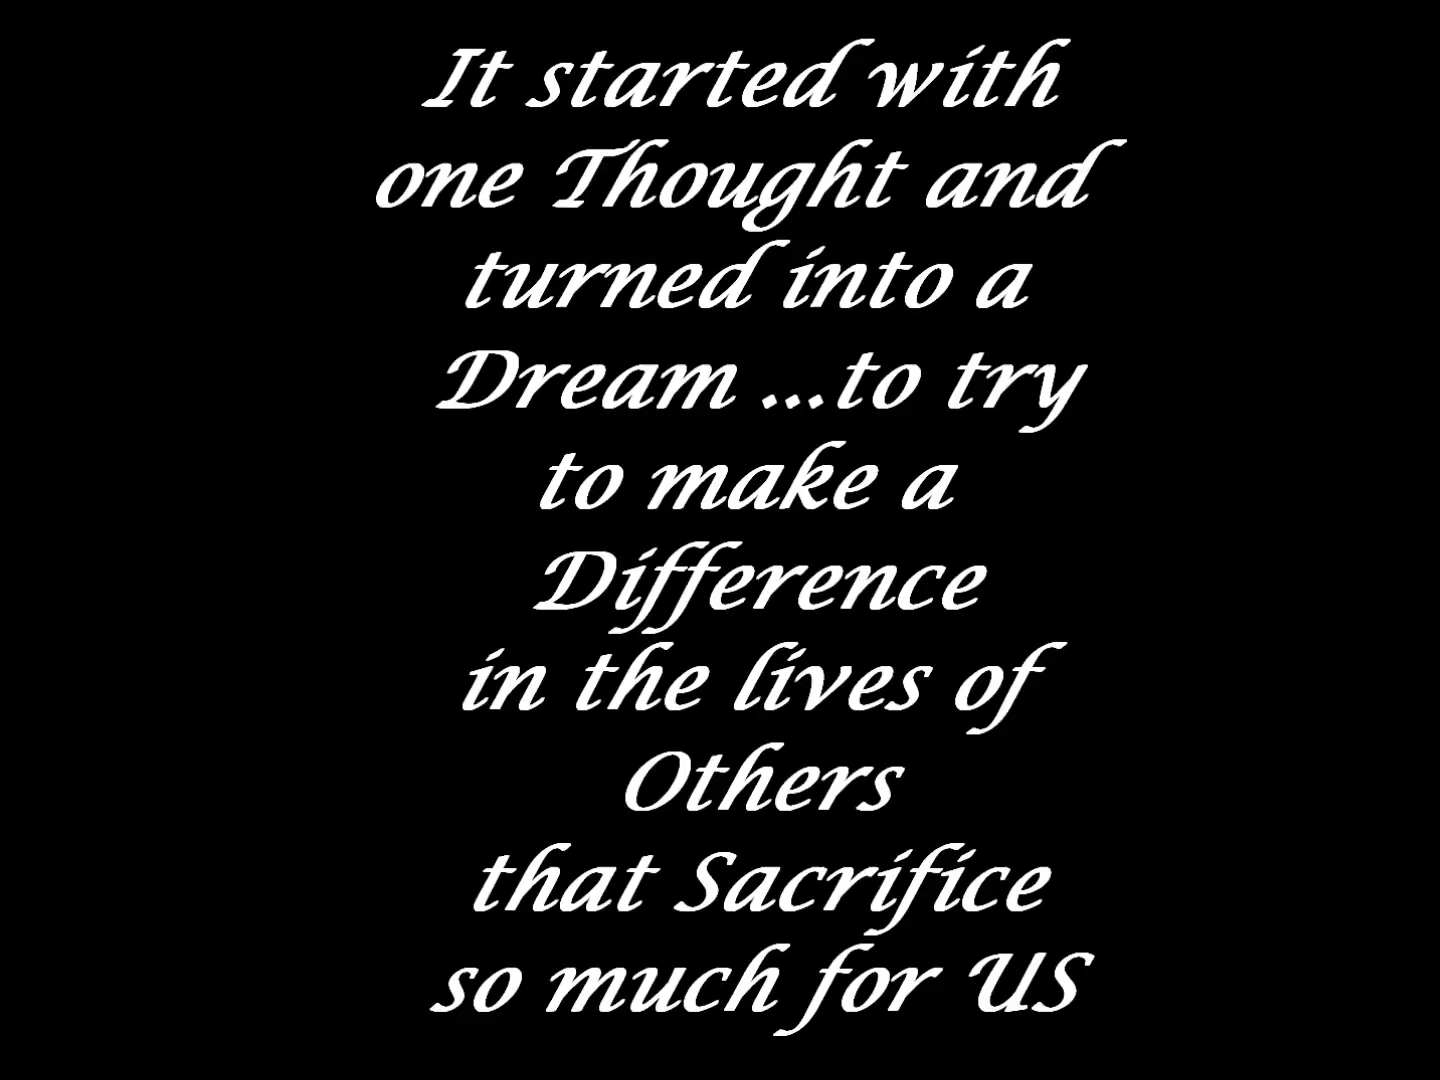 It started with
one Thought and
turned into a
Dream ...to try
to make a
Difference
in the lives of
Others
that Sacrifice
so much for US